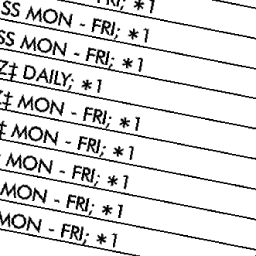 FRI; *1
SS MON - FRI; *1
SS MON - FRI; *1
Z‡ DAILY; *1
Z‡ MON - FRI; *1
‡ MON - FRI; *1
MON - FRI; *1
MON - FRI; *1
MON - FRI; *1